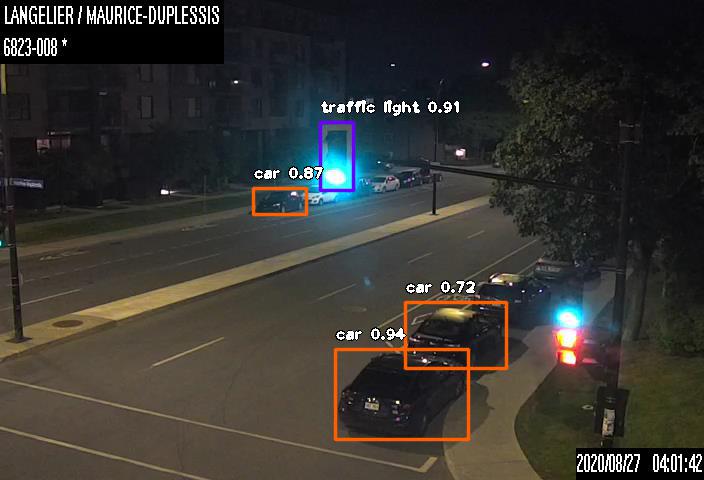 LANGELIER / MAURICE-DUPLESSIS
6823-008 *
traffic light 0.91
car 0.87
car 0.72
car 0.94
2020/08/27 04:01:42